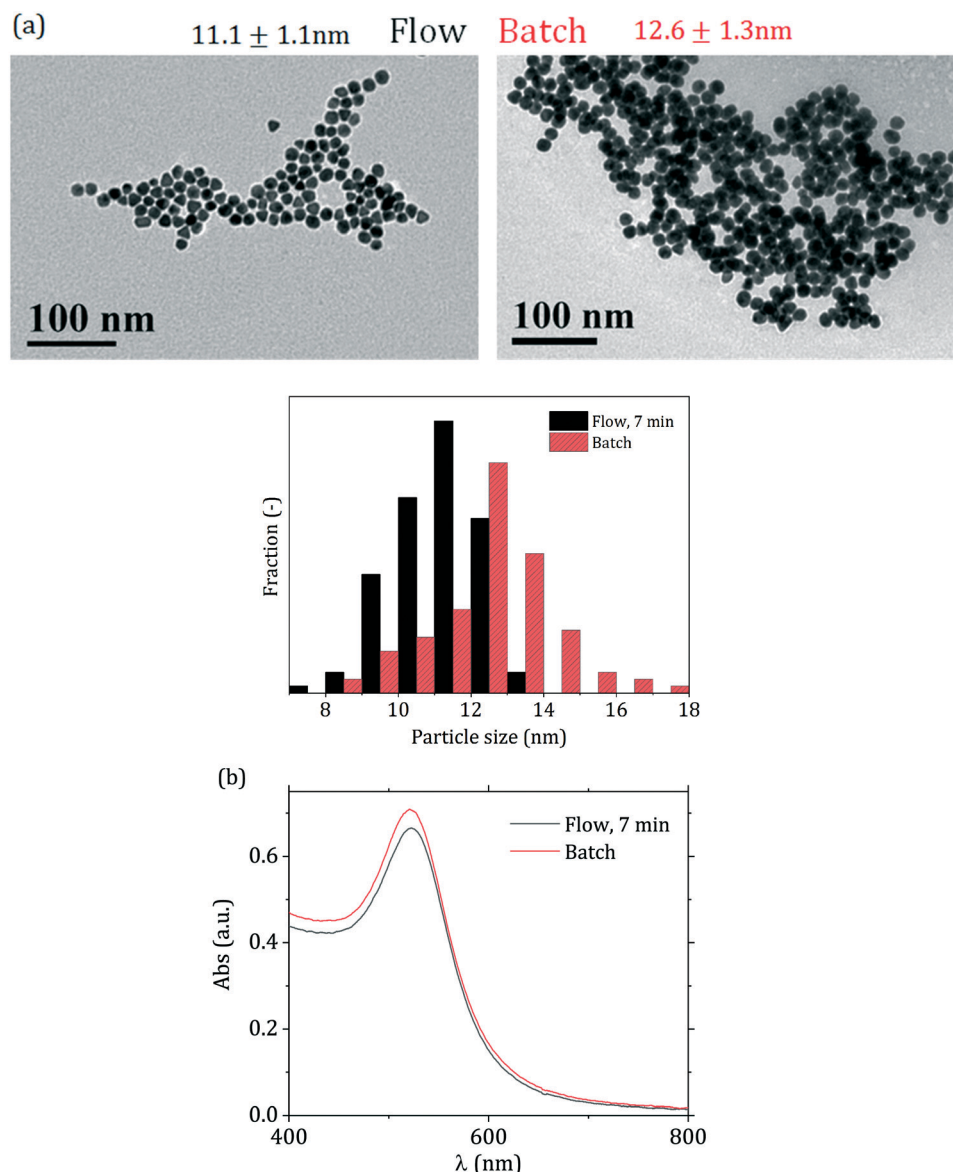 (a)
11.1 ± 1.1nm Flow Batch 12.6 ± 1.3nm
100 nm
100 nm
Flow, 7 min
Batch
Fraction (-)
8 10 12 14 16 18
Particle size (nm)
(b)
Flow, 7 min
Batch
Abs (a.u.)
0.6
0.4
0.2
0.0
400 600 800
λ (nm)